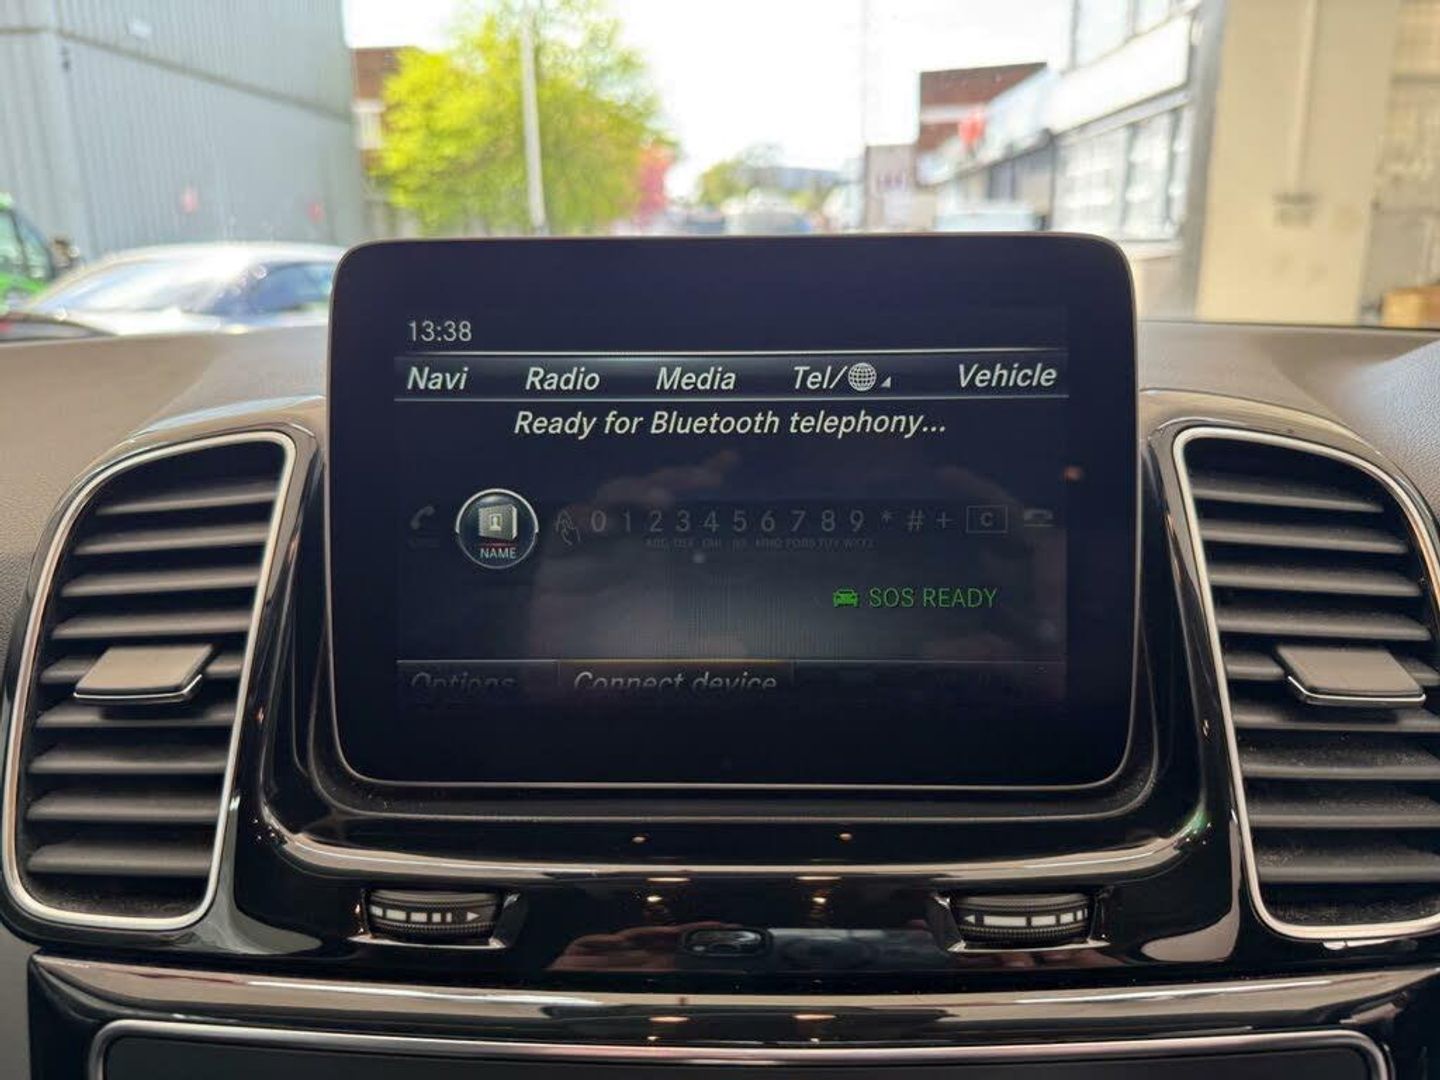 13:38
Navi Radio Media Tel/ Vehicle
Ready for Bluetooth telephony...
NAME 0 1 2 3 4 5 6 7 8 9 * # + C
SOS READY
Options Connect device